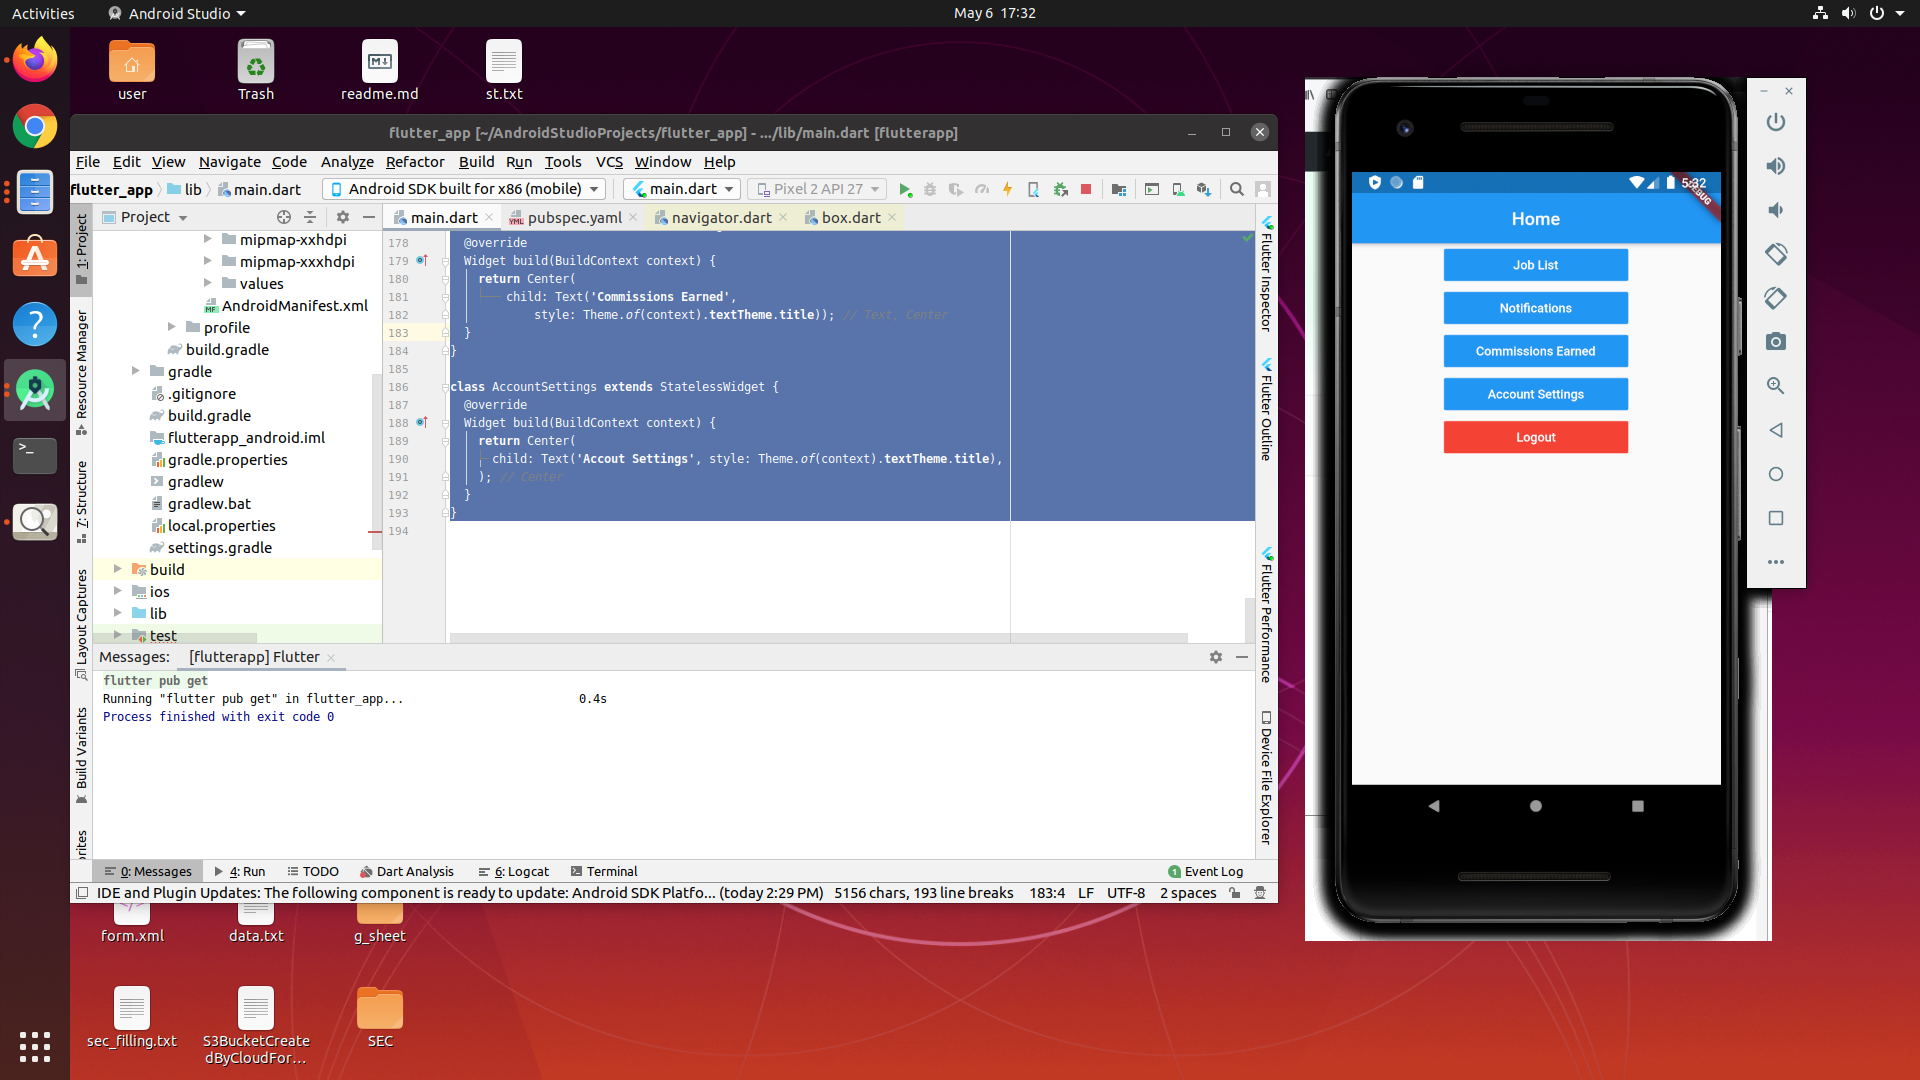 Activities
Android Studio
May 6 17:32
user
Trash
readme.md
st.txt
flutter_app [~/AndroidStudioProjects/flutter_app] - .../lib/main.dart [flutterapp]
File Edit View Navigate Code Analyze Refactor Build Run Tools VCS Window Help
flutter_app
lib
main.dart
Android SDK built for x86 (mobile)
main.dart
Pixel 2 API 27
Project
main.dart
pubspec.yaml
navigator.dart
box.dart
1: Project
Resource Manager
7: Structure
Layout Captures
Build Variants
mipmap-xxhdpi
mipmap-xxxhdpi
values
AndroidManifest.xml
profile
build.gradle
gradle
.gitignore
build.gradle
flutterapp_android.iml
gradle.properties
gradlew
gradlew.bat
local.properties
settings.gradle
build
ios
lib
test
178 @override
179 Widget build(BuildContext context) {
180 return Center(
181 child: Text('Commissions Earned',
182 style: Theme.of(context).textTheme.title)); // Text, Center
183 }
184 }
185
186 class AccountSettings extends StatelessWidget {
187 @override
188 Widget build(BuildContext context) {
189 return Center(
190 child: Text('Accout Settings', style: Theme.of(context).textTheme.title),
191 ); // Center
192 }
193 }
194
Flutter Inspector
Flutter Outline
Flutter Performance
Device File Explorer
Messages:
[flutterapp] Flutter
flutter pub get
Running "flutter pub get" in flutter_app... 0.4s
Process finished with exit code 0
0: Messages
4: Run
TODO
Dart Analysis
6: Logcat
Terminal
1 Event Log
IDE and Plugin Updates: The following component is ready to update: Android SDK Platfo... (today 2:29 PM)
5156 chars, 193 line breaks
183:4
LF
UTF-8
2 spaces
form.xml
data.txt
g_sheet
sec_filling.txt
S3BucketCreate
dByCloudFor...
SEC
5:32
DEBUG
Home
Job List
Notifications
Commissions Earned
Account Settings
Logout